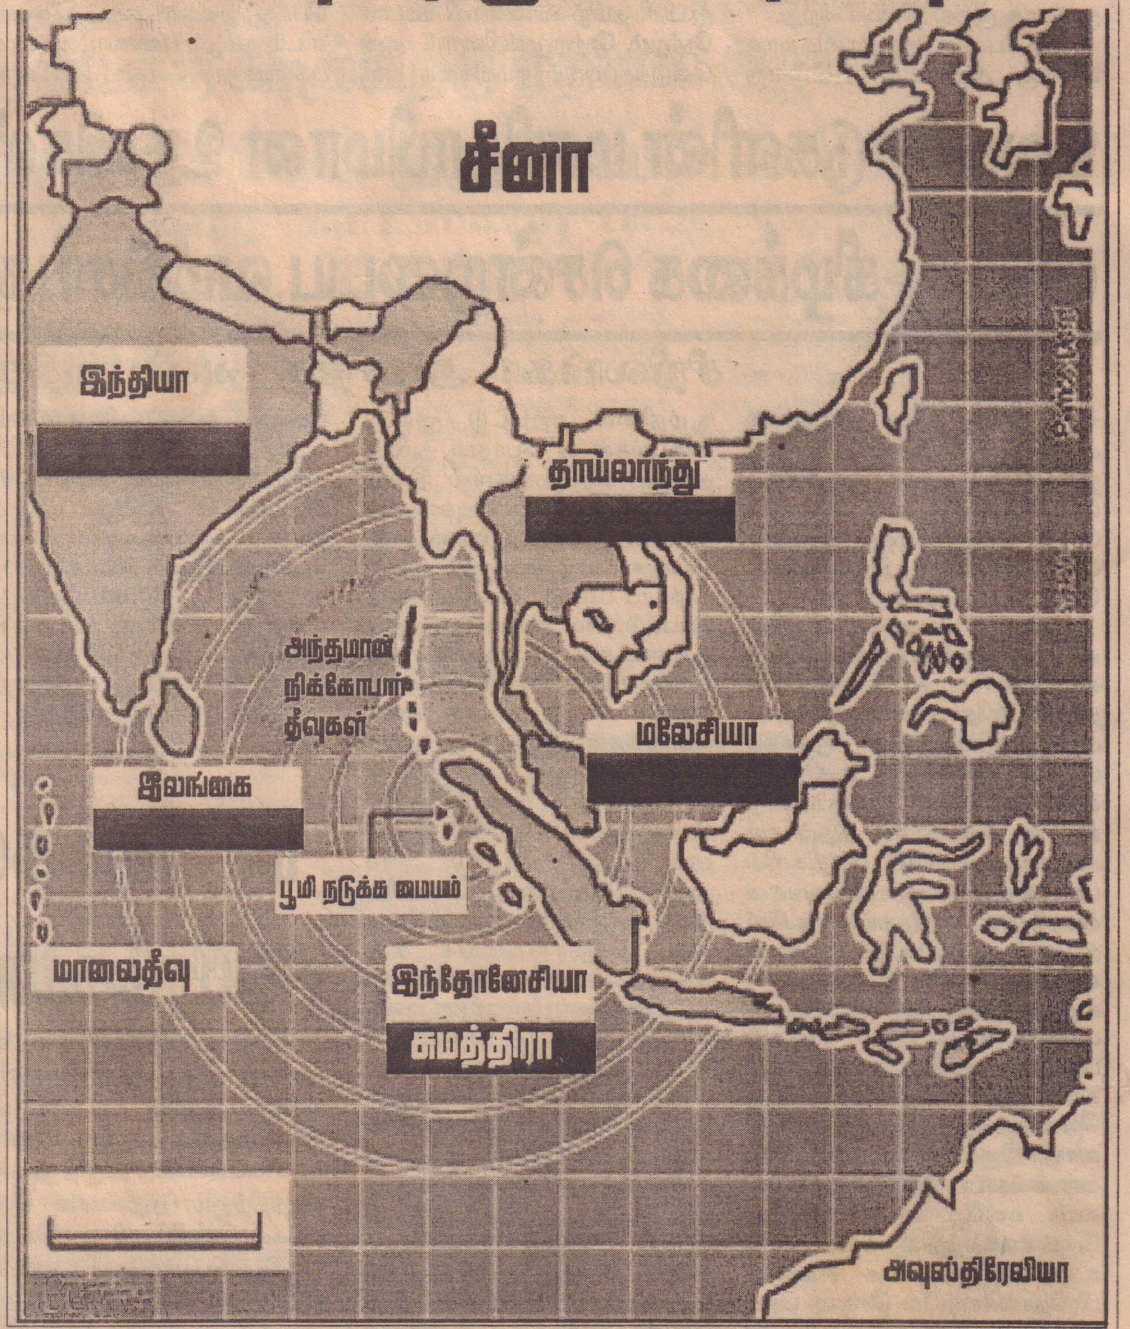 சீனா
இந்தியா
தாய்லாந்து
அந்தமான்
நிக்கோபார்
தீவுகள்
மலேசியா
இலங்கை
பூமி நடுக்க மையம்
மாலைதீவு
இந்தோனேசியா
சுமத்திரா
அவுஸ்திரேலியா